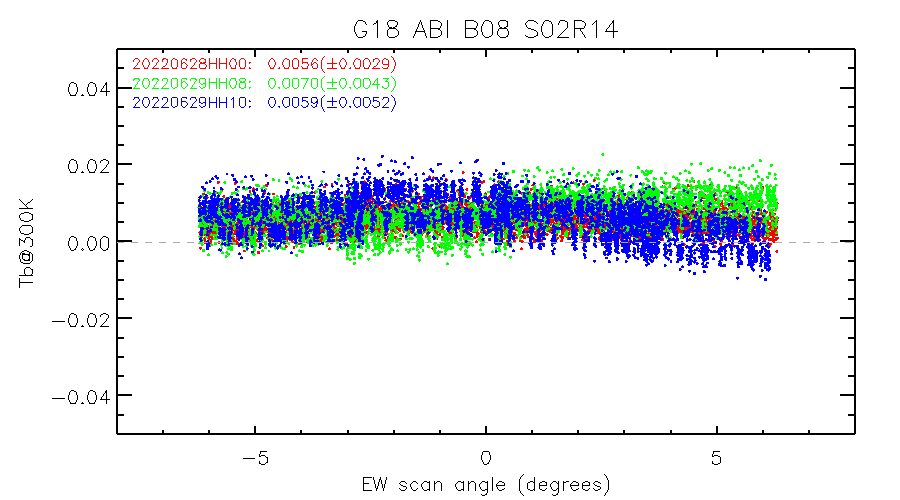 G18 ABI B08 S02R14
20220628HH00: 0.0056(±0.0029)
20220629HH08: 0.0070(±0.0043)
20220629HH10: 0.0059(±0.0052)
0.04
0.02
0.00
−0.02
−0.04
Tb@300K
−5 0 5
EW scan angle (degrees)